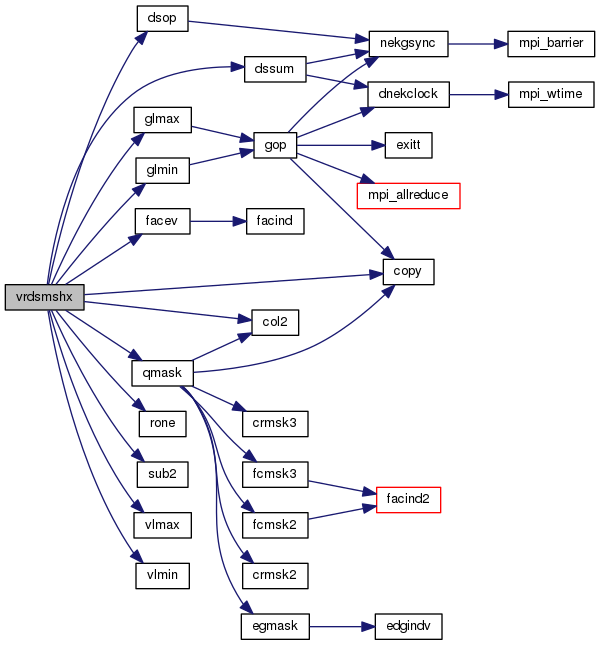 dsop
nekgsync
mpi_barrier
dssum
dnekclock
mpi_wtime
glmax
gop
exitt
glmin
mpi_allreduce
facev
facind
copy
vrdsmshx
col2
qmask
rone
crmsk3
sub2
fcmsk3
facind2
vlmax
fcmsk2
vlmin
crmsk2
egmask
edgindv